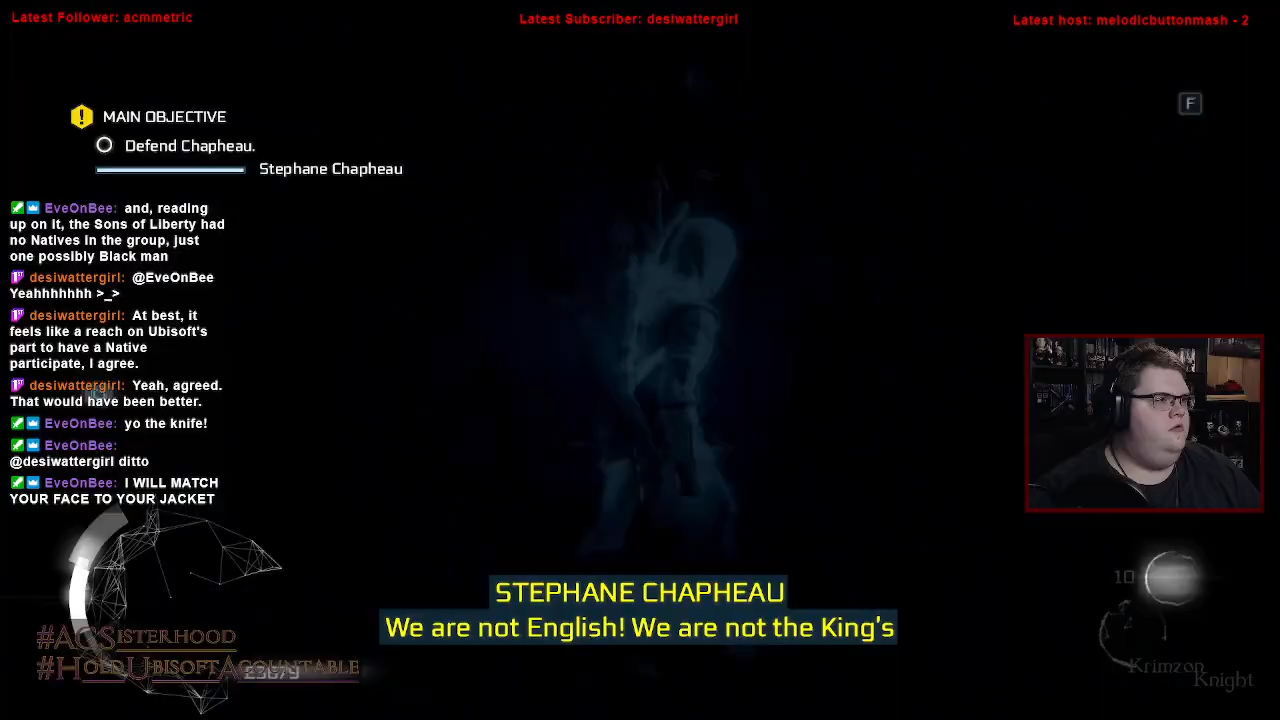 Latest Follower: acmmetric
Latest Subscriber: desiwattergirl
Latest host: melodicbuttonmash - 2
F
MAIN OBJECTIVE
Defend Chapheau.
Stephane Chapheau
EveOnBee: and, reading
up on it, the Sons of Liberty had
no Natives in the group, just
one possibly Black man
desiwattergirl: @EveOnBee
Yeahhhhhhh >_>
desiwattergirl: At best, it
feels like a reach on Ubisoft's
part to have a Native
participate, I agree.
desiwattergirl: Yeah, agreed.
That would have been better.
EveOnBee: yo the knife!
EveOnBee:
@desiwattergirl ditto
EveOnBee: I WILL MATCH
YOUR FACE TO YOUR JACKET
10
STEPHANE CHAPHEAU
We are not English! We are not the King's
#ACSisterhood
#HoldUbisoftAcountable
23679
Krimzon
Knight